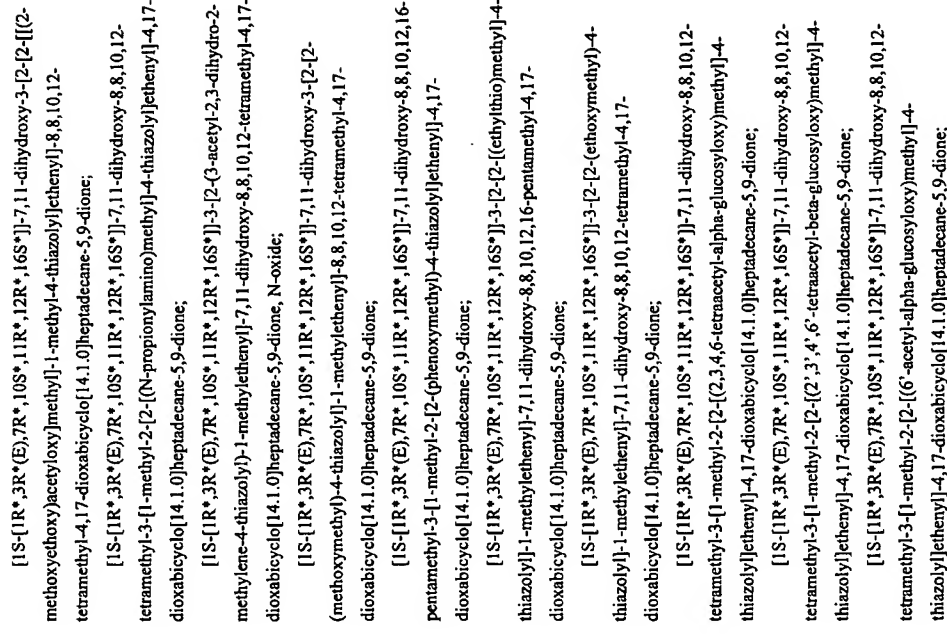 [1S-[1R*,3R*(E),7R*,10S*,11R*,12R*,16S*]]-7,11-dihydroxy-3-[2-[2-[[(2-
methoxyethoxy)acetyloxy]methyl]-1-methyl-4-thiazolyl]ethenyl]-8,8,10,12-
tetramethyl-4,17-dioxabicyclo[14.1.0]heptadecane-5,9-dione;
[1S-[1R*,3R*(E),7R*,10S*,11R*,12R*,16S*]]-7,11-dihydroxy-8,8,10,12-
tetramethyl-3-[1-methyl-2-[2-[(N-propionylamino)methyl]-4-thiazolyl]ethenyl]-4,17-
dioxabicyclo[14.1.0]heptadecane-5,9-dione;
[1S-[1R*,3R*(E),7R*,10S*,11R*,12R*,16S*]]-3-[2-(3-acetyl-2,3-dihydro-2-
methylene-4-thiazolyl)-1-methylethenyl]-7,11-dihydroxy-8,8,10,12-tetramethyl-4,17-
dioxabicyclo[14.1.0]heptadecane-5,9-dione, N-oxide;
[1S-[1R*,3R*(E),7R*,10S*,11R*,12R*,16S*]]-7,11-dihydroxy-3-[2-[2-
(methoxymethyl)-4-thiazolyl]-1-methylethenyl]-8,8,10,12-tetramethyl-4,17-
dioxabicyclo[14.1.0]heptadecane-5,9-dione;
[1S-[1R*,3R*(E),7R*,10S*,11R*,12R*,16S*]]-7,11-dihydroxy-8,8,10,12,16-
pentamethyl-3-[1-methyl-2-[2-(phenoxymethyl)-4-thiazolyl]ethenyl]-4,17-
dioxabicyclo[14.1.0]heptadecane-5,9-dione;
[1S-[1R*,3R*(E),7R*,10S*,11R*,12R*,16S*]]-3-[2-[2-[(ethylthio)methyl]-4-
thiazolyl]-1-methylethenyl]-7,11-dihydroxy-8,8,10,12,16-pentamethyl-4,17-
dioxabicyclo[14.1.0]heptadecane-5,9-dione;
[1S-[1R*,3R*(E),7R*,10S*,11R*,12R*,16S*]]-3-[2-[2-(ethoxymethyl)-4-
thiazolyl]-1-methylethenyl]-7,11-dihydroxy-8,8,10,12-tetramethyl-4,17-
dioxabicyclo[14.1.0]heptadecane-5,9-dione;
[1S-[1R*,3R*(E),7R*,10S*,11R*,12R*,16S*]]-7,11-dihydroxy-8,8,10,12-
tetramethyl-3-[1-methyl-2-[2-[(2,3,4,6-tetraacetyl-alpha-glucosyloxy)methyl]-4-
thiazolyl]ethenyl]-4,17-dioxabicyclo[14.1.0]heptadecane-5,9-dione;
[1S-[1R*,3R*(E),7R*,10S*,11R*,12R*,16S*]]-7,11-dihydroxy-8,8,10,12-
tetramethyl-3-[1-methyl-2-[2-[(2',3',4',6'-tetraacetyl-beta-glucosyloxy)methyl]-4-
thiazolyl]ethenyl]-4,17-dioxabicyclo[14.1.0]heptadecane-5,9-dione;
[1S-[1R*,3R*(E),7R*,10S*,11R*,12R*,16S*]]-7,11-dihydroxy-8,8,10,12-
tetramethyl-3-[1-methyl-2-[2-[(6'-acetyl-alpha-glucosyloxy)methyl]-4-
thiazolyl]ethenyl]-4,17-dioxabicyclo[14.1.0]heptadecane-5,9-dione;